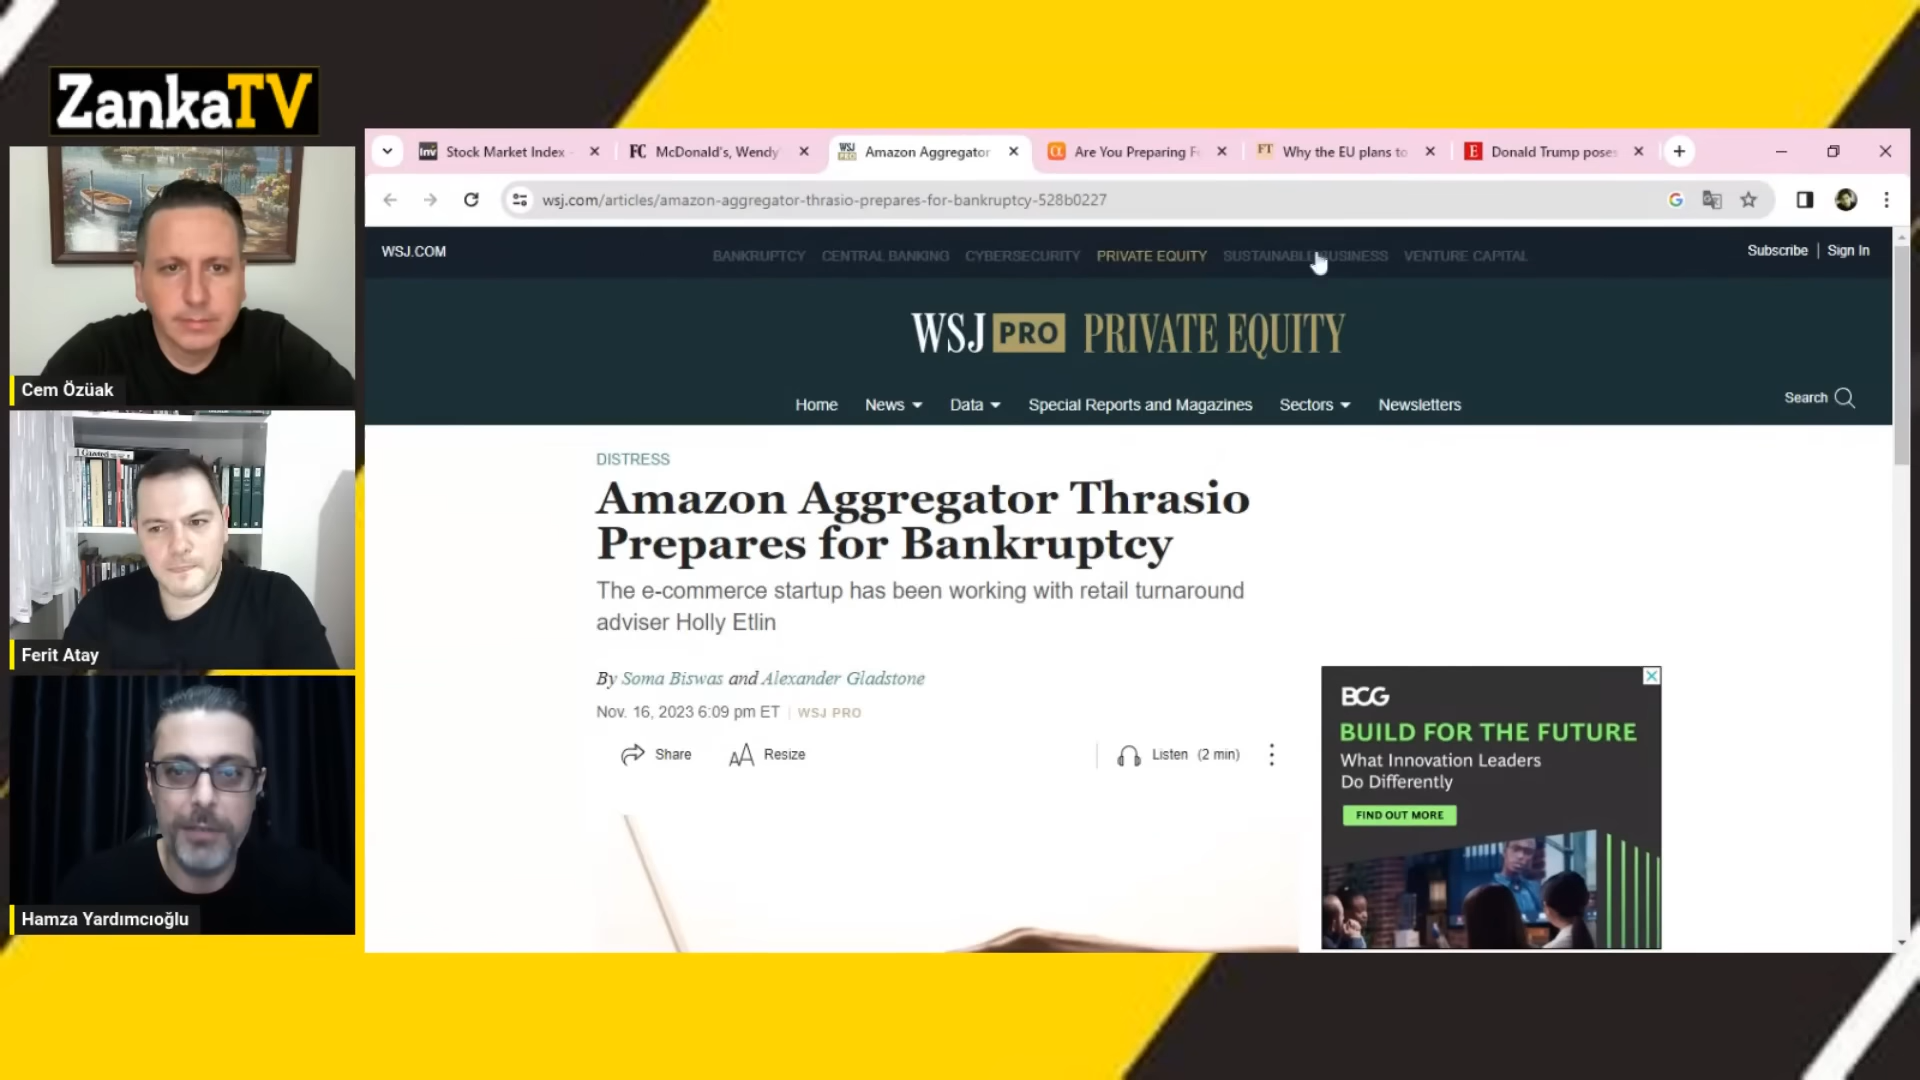 ZankaTV
Stock Market Index
McDonald's, Wendy
Amazon Aggregator
Are You Preparing F
Why the EU plans to
Donald Trump poses
wsj.com/articles/amazon-aggregator-thrasio-prepares-for-bankruptcy-528b0227
WSJ.COM
BANKRUPTCY CENTRAL BANKING CYBERSECURITY PRIVATE EQUITY SUSTAINABLE BUSINESS VENTURE CAPITAL
Subscribe | Sign In
WSJ PRO PRIVATE EQUITY
Home News Data Special Reports and Magazines Sectors Newsletters
Search
DISTRESS
Amazon Aggregator Thrasio
Prepares for Bankruptcy
The e-commerce startup has been working with retail turnaround
adviser Holly Etlin
By Soma Biswas and Alexander Gladstone
Nov. 16, 2023 6:09 pm ET | WSJ PRO
Share AA Resize
Listen (2 min)
BCG
BUILD FOR THE FUTURE
What Innovation Leaders
Do Differently
FIND OUT MORE
Cem Özüak
Ferit Atay
Hamza Yardımcıoğlu